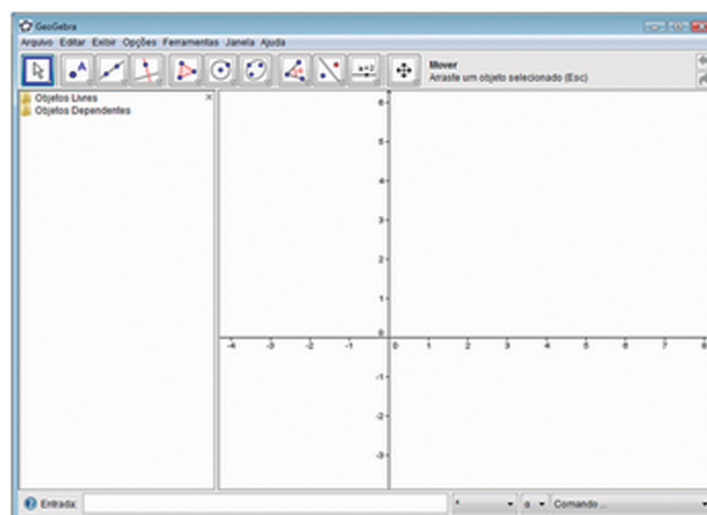 GeoGebra
Arquivo Editar Exibir Opções Ferramentas Janela Ajuda
A
a=2
Mover
Arraste um objeto selecionado (Esc)
Objetos Livres
Objetos Dependentes
6
5
4
3
2
1
0
-4 -3 -2 -1 0 1 2 3 4 5 6 7 8
-1
-2
-3
Entrada:
α
Comando ...